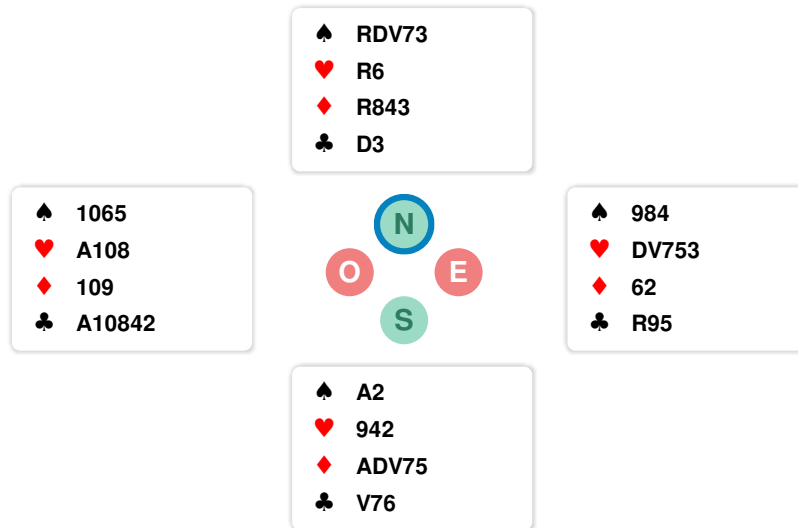 ♠ RDV73
♥ R6
♦ R843
♣ D3
♠ 1065
♥ A108
♦ 109
♣ A10842
N
O E
S
♠ 984
♥ DV753
♦ 62
♣ R95
♠ A2
♥ 942
♦ ADV75
♣ V76